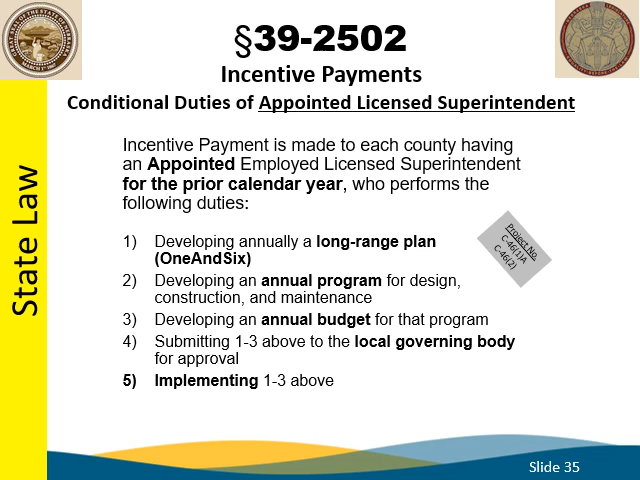 §39-2502
Incentive Payments
Conditional Duties of Appointed Licensed Superintendent
State Law
Incentive Payment is made to each county having
an Appointed Employed Licensed Superintendent
for the prior calendar year, who performs the
following duties:
1) Developing annually a long-range plan
(OneAndSix)
2) Developing an annual program for design,
construction, and maintenance
3) Developing an annual budget for that program
4) Submitting 1-3 above to the local governing body
for approval
5) Implementing 1-3 above
Project No.
C-46(1)A
C-46(2)
Slide 35